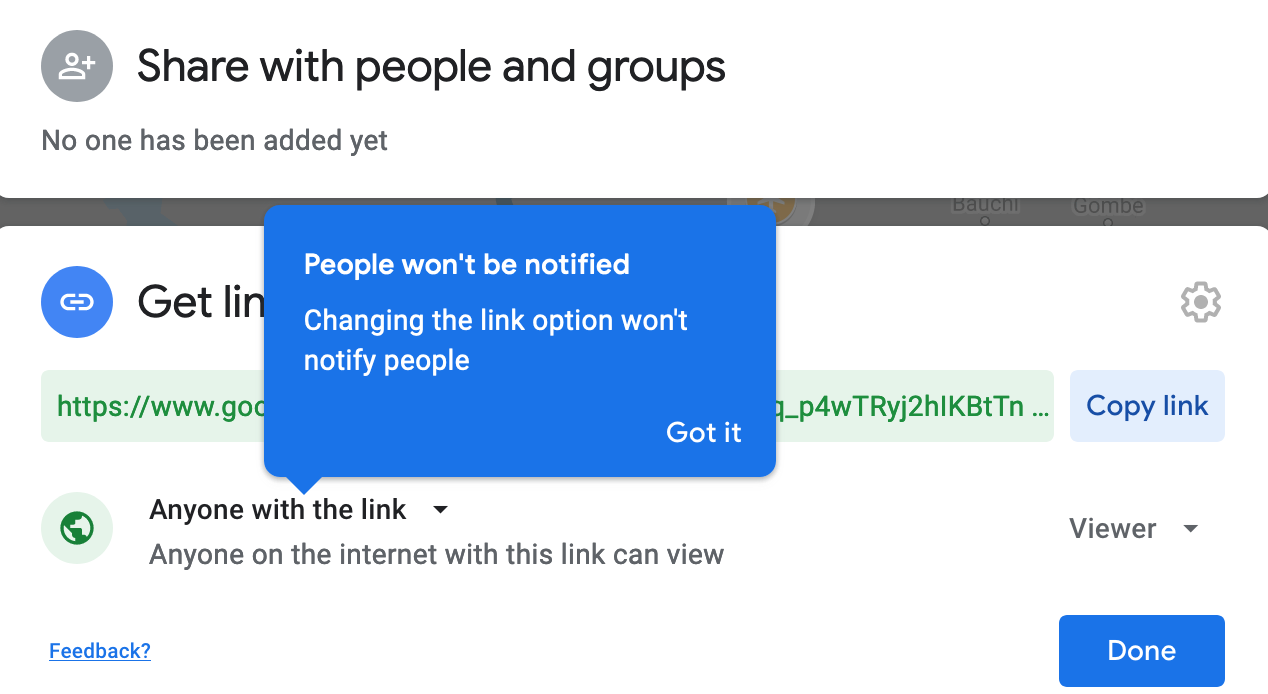 Share with people and groups
No one has been added yet
Bauchi
Gombe
People won't be notified
Get lin
Changing the link option won't
notify people
https://www.goo
q_p4wTRyj2hIKBtTn ...
Copy link
Got it
Anyone with the link
Anyone on the internet with this link can view
Viewer
Feedback?
Done